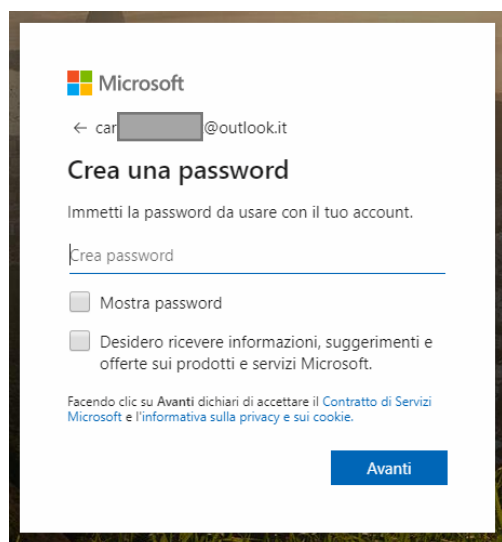 Microsoft
← car @outlook.it
Crea una password
Immetti la password da usare con il tuo account.
Crea password
Mostra password
Desidero ricevere informazioni, suggerimenti e
offerte sui prodotti e servizi Microsoft.
Facendo clic su Avanti dichiari di accettare il Contratto di Servizi
Microsoft e l'informativa sulla privacy e sui cookie.
Avanti